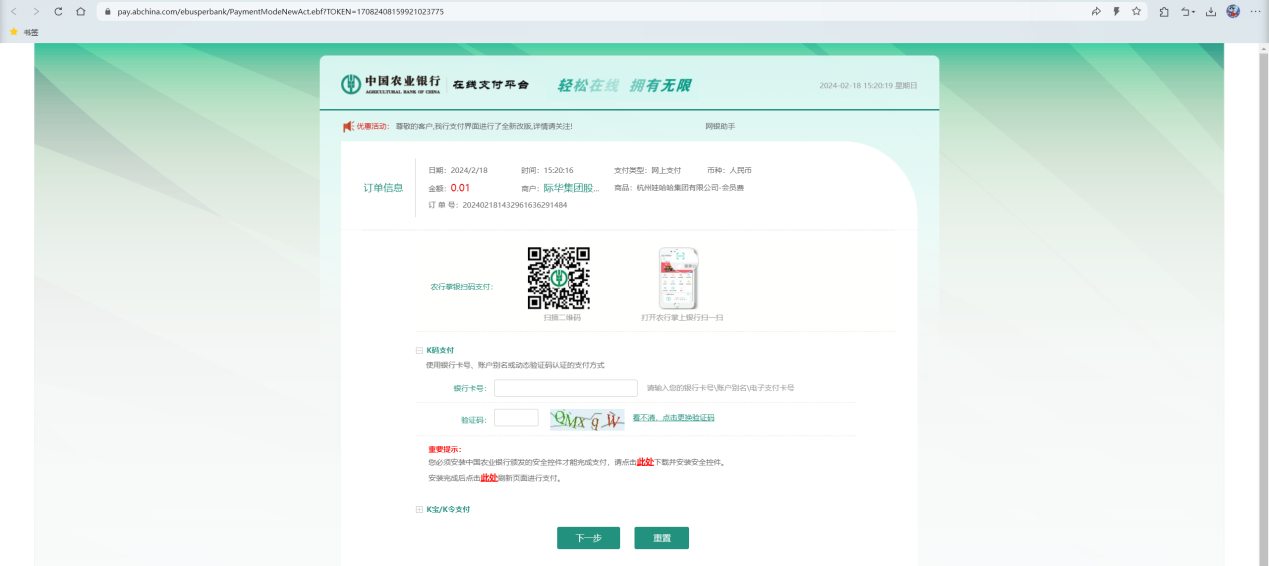 pay.abchina.com/ebusperbank/PaymentModeNewAct.ebf?TOKEN=17082408159921023775
书签
中国农业银行 在线支付平台 轻松在线 拥有无限 2024-02-18 15:20:19 星期日
AGRICULTURAL BANK OF CHINA
优惠活动: 尊敬的客户,我行支付界面进行了全新改版,详情请关注! 网银助手
订单信息
日期：2024/2/18 时间：15:20:16 支付类型：网上支付 币种：人民币
金额：0.01 商户：际华集团股... 商品：杭州娃哈哈集团有限公司-会员费
订 单 号：20240218143296163629​1484
农行掌银扫码支付：
扫描二维码 打开农行掌上银行扫一扫
K码支付
使用银行卡号、账户别名或动态验证码认证的支付方式
银行卡号： 请输入您的银行卡号\账户别名\电子支付卡号
验证码： QMXqW 看不清，点击更换验证码
重要提示：
您必须安装中国农业银行颁发的安全控件才能完成支付，请点击此处下载并安装安全控件。
安装完成后点击此处刷新页面进行支付。
K宝/K令支付
下一步 重置